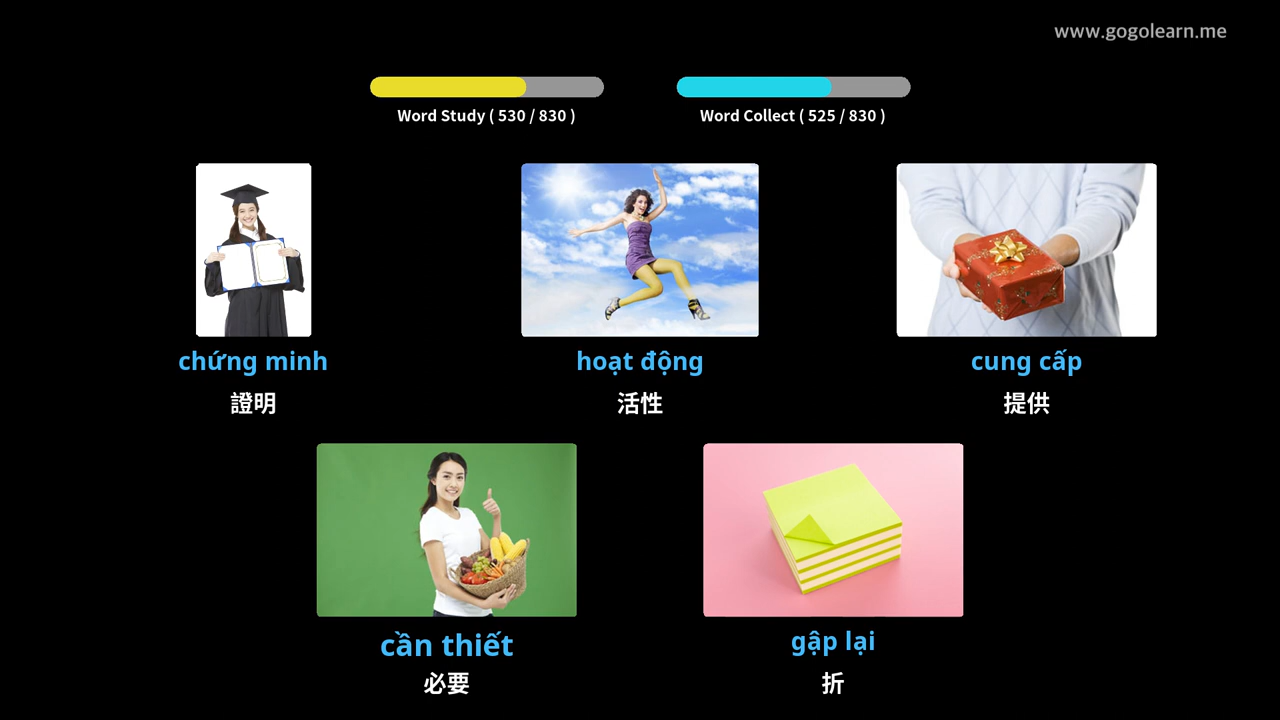 www.gogolearn.me
Word Study ( 530 / 830 )
Word Collect ( 525 / 830 )
chứng minh
證明
hoạt động
活性
cung cấp
提供
cần thiết
必要
gập lại
折